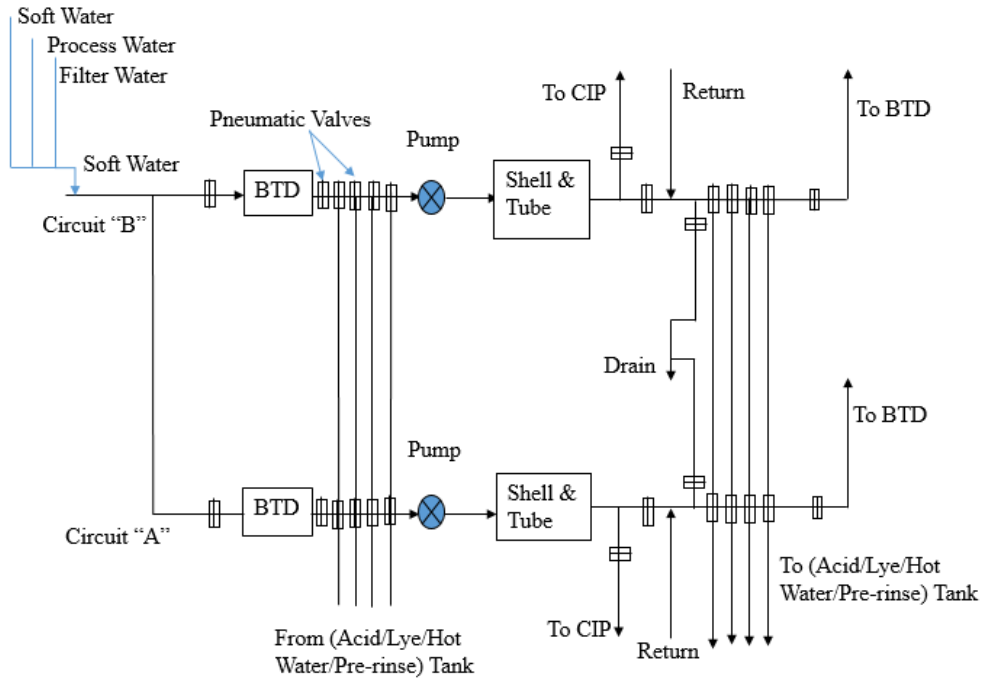 Soft Water
Process Water
Filter Water
Pneumatic Valves
Soft Water
Circuit “B”
BTD
Pump
Shell &
Tube
To CIP
Return
To BTD
Drain
To BTD
Circuit “A”
BTD
Pump
Shell &
Tube
From (Acid/Lye/Hot
Water/Pre-rinse) Tank
To CIP
Return
To (Acid/Lye/Hot
Water/Pre-rinse) Tank